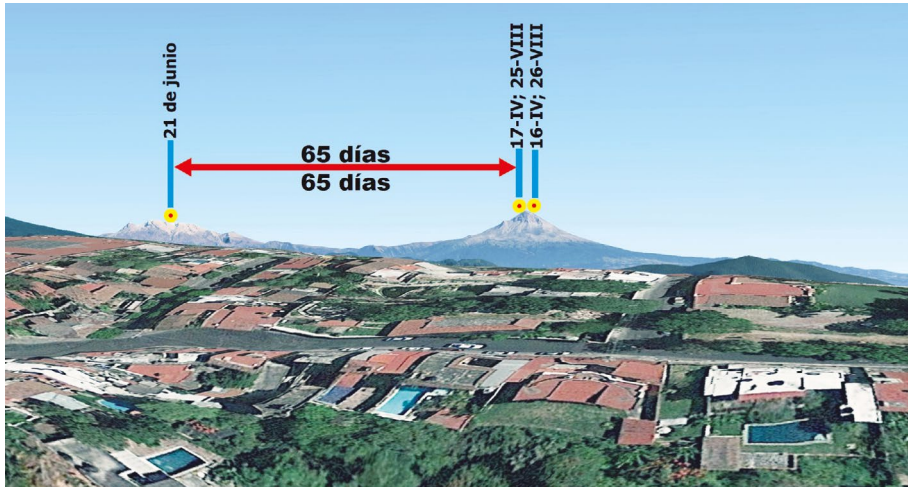 21 de junio
65 días
65 días
17-IV; 25-VIII
16-IV; 26-VIII